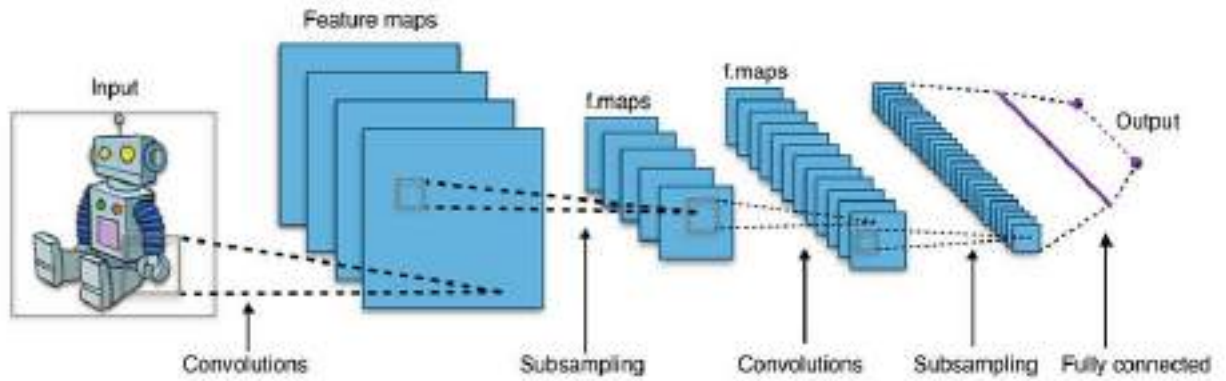 Feature maps
f.maps
Input
f.maps
Output
Convolutions
Subsampling
Convolutions
Subsampling
Fully connected